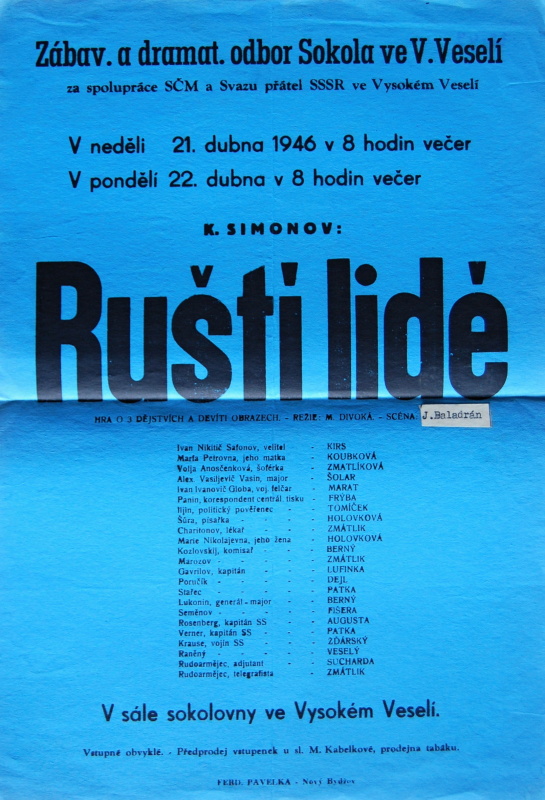 Zábav. a dramat. odbor Sokola ve V. Veselí
za spolupráce SČM a Svazu přátel SSSR ve Vysokém Veselí
V neděli 21. dubna 1946 v 8 hodin večer
V pondělí 22. dubna v 8 hodin večer
K. SIMONOV:
Ruští lidé
HRA O 3 DĚJSTVÍCH A DEVÍTI OBRAZECH. - REŽIE: M. DIVOKÁ. - SCÉNA: J. Baladrán
Ivan Nikitič Safonov, velitel - KIRS
Marfa Petrovna, jeho matka - KOUBKOVÁ
Volja Anosčenková, šoférka - ZMATLÍKOVÁ
Alex. Vasiljevič Vasin, major - ŠOLAR
Ivan Ivanovič Globa, voj. felčar - MARAT
Panin, korespondent centrál. tisku - FRYBA
Iljin, politický pověřenec - TOMÍČEK
Šůra, písařka - - - - HOLOVKOVÁ
Charitonov, lékař - - - - ZMATLÍK
Marie Nikolajevna, jeho žena - HOLOVKOVÁ
Kozlovskij, komisař - - - BERNÝ
Marozov - - - - - ZMÁTLIK
Gavrilov, kapitán - - - LUFINKA
Poručík - - - - - DEJL
Stařec - - - - - PATKA
Lukonin, generál-major - - - BERNÝ
Semënov - - - - - FIŠERA
Rosenberg, kapitán SS - - - AUGUSTA
Verner, kapitán SS - - - PATKA
Krause, vojín SS - - - ŽĎÁRSKÝ
Raněný - - - - - VESELÝ
Rudoarmějec, adjutant - - SUCHARDA
Rudoarmějec, telegrafista - ZMÁTLIK
V sále sokolovny ve Vysokém Veselí.
Vstupné obvyklé. - Předprodej vstupenek u sl. M. Kabelkové, prodejna tabáku.
FERD. PAVELKA - Nový Bydžov